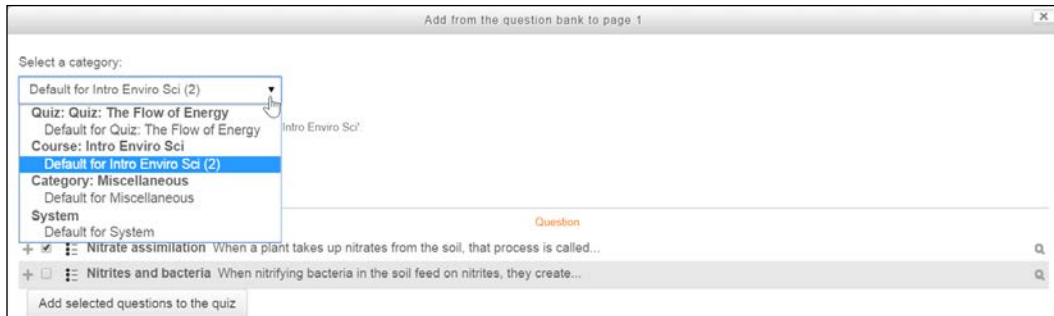 Add from the question bank to page 1
Select a category:
Default for Intro Enviro Sci (2)
Quiz: Quiz: The Flow of Energy
Default for Quiz: The Flow of Energy
Intro Enviro Sci'.
Course: Intro Enviro Sci
Default for Intro Enviro Sci (2)
Category: Miscellaneous
Default for Miscellaneous
System
Question
Default for System
Nitrate assimilation When a plant takes up nitrates from the soil, that process is called...
Nitrites and bacteria When nitrifying bacteria in the soil feed on nitrites, they create...
Add selected questions to the quiz